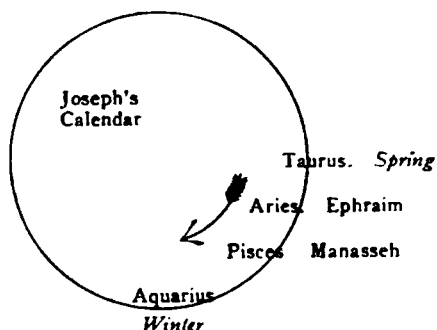 Joseph's
Calendar
Taurus. Spring
Aries. Ephraim
Pisces Manasseh
Aquarius
Winter